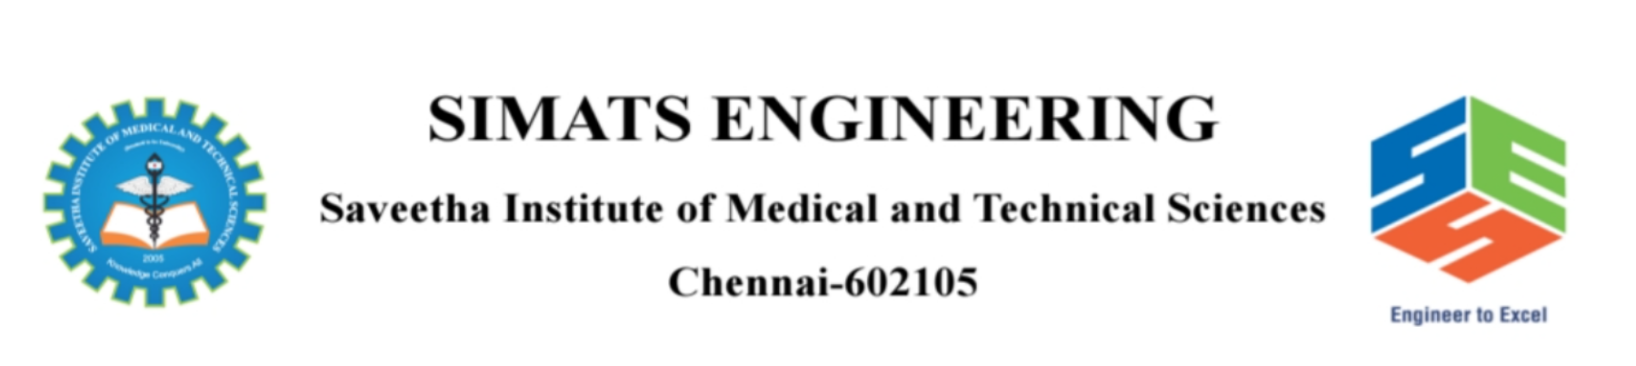 SIMATS ENGINEERING
Saveetha Institute of Medical and Technical Sciences
Chennai-602105
SAVEETHA INSTITUTE OF MEDICAL AND TECHNICAL SCIENCES
2005
Knowledge Conquers All
SES
Engineer to Excel